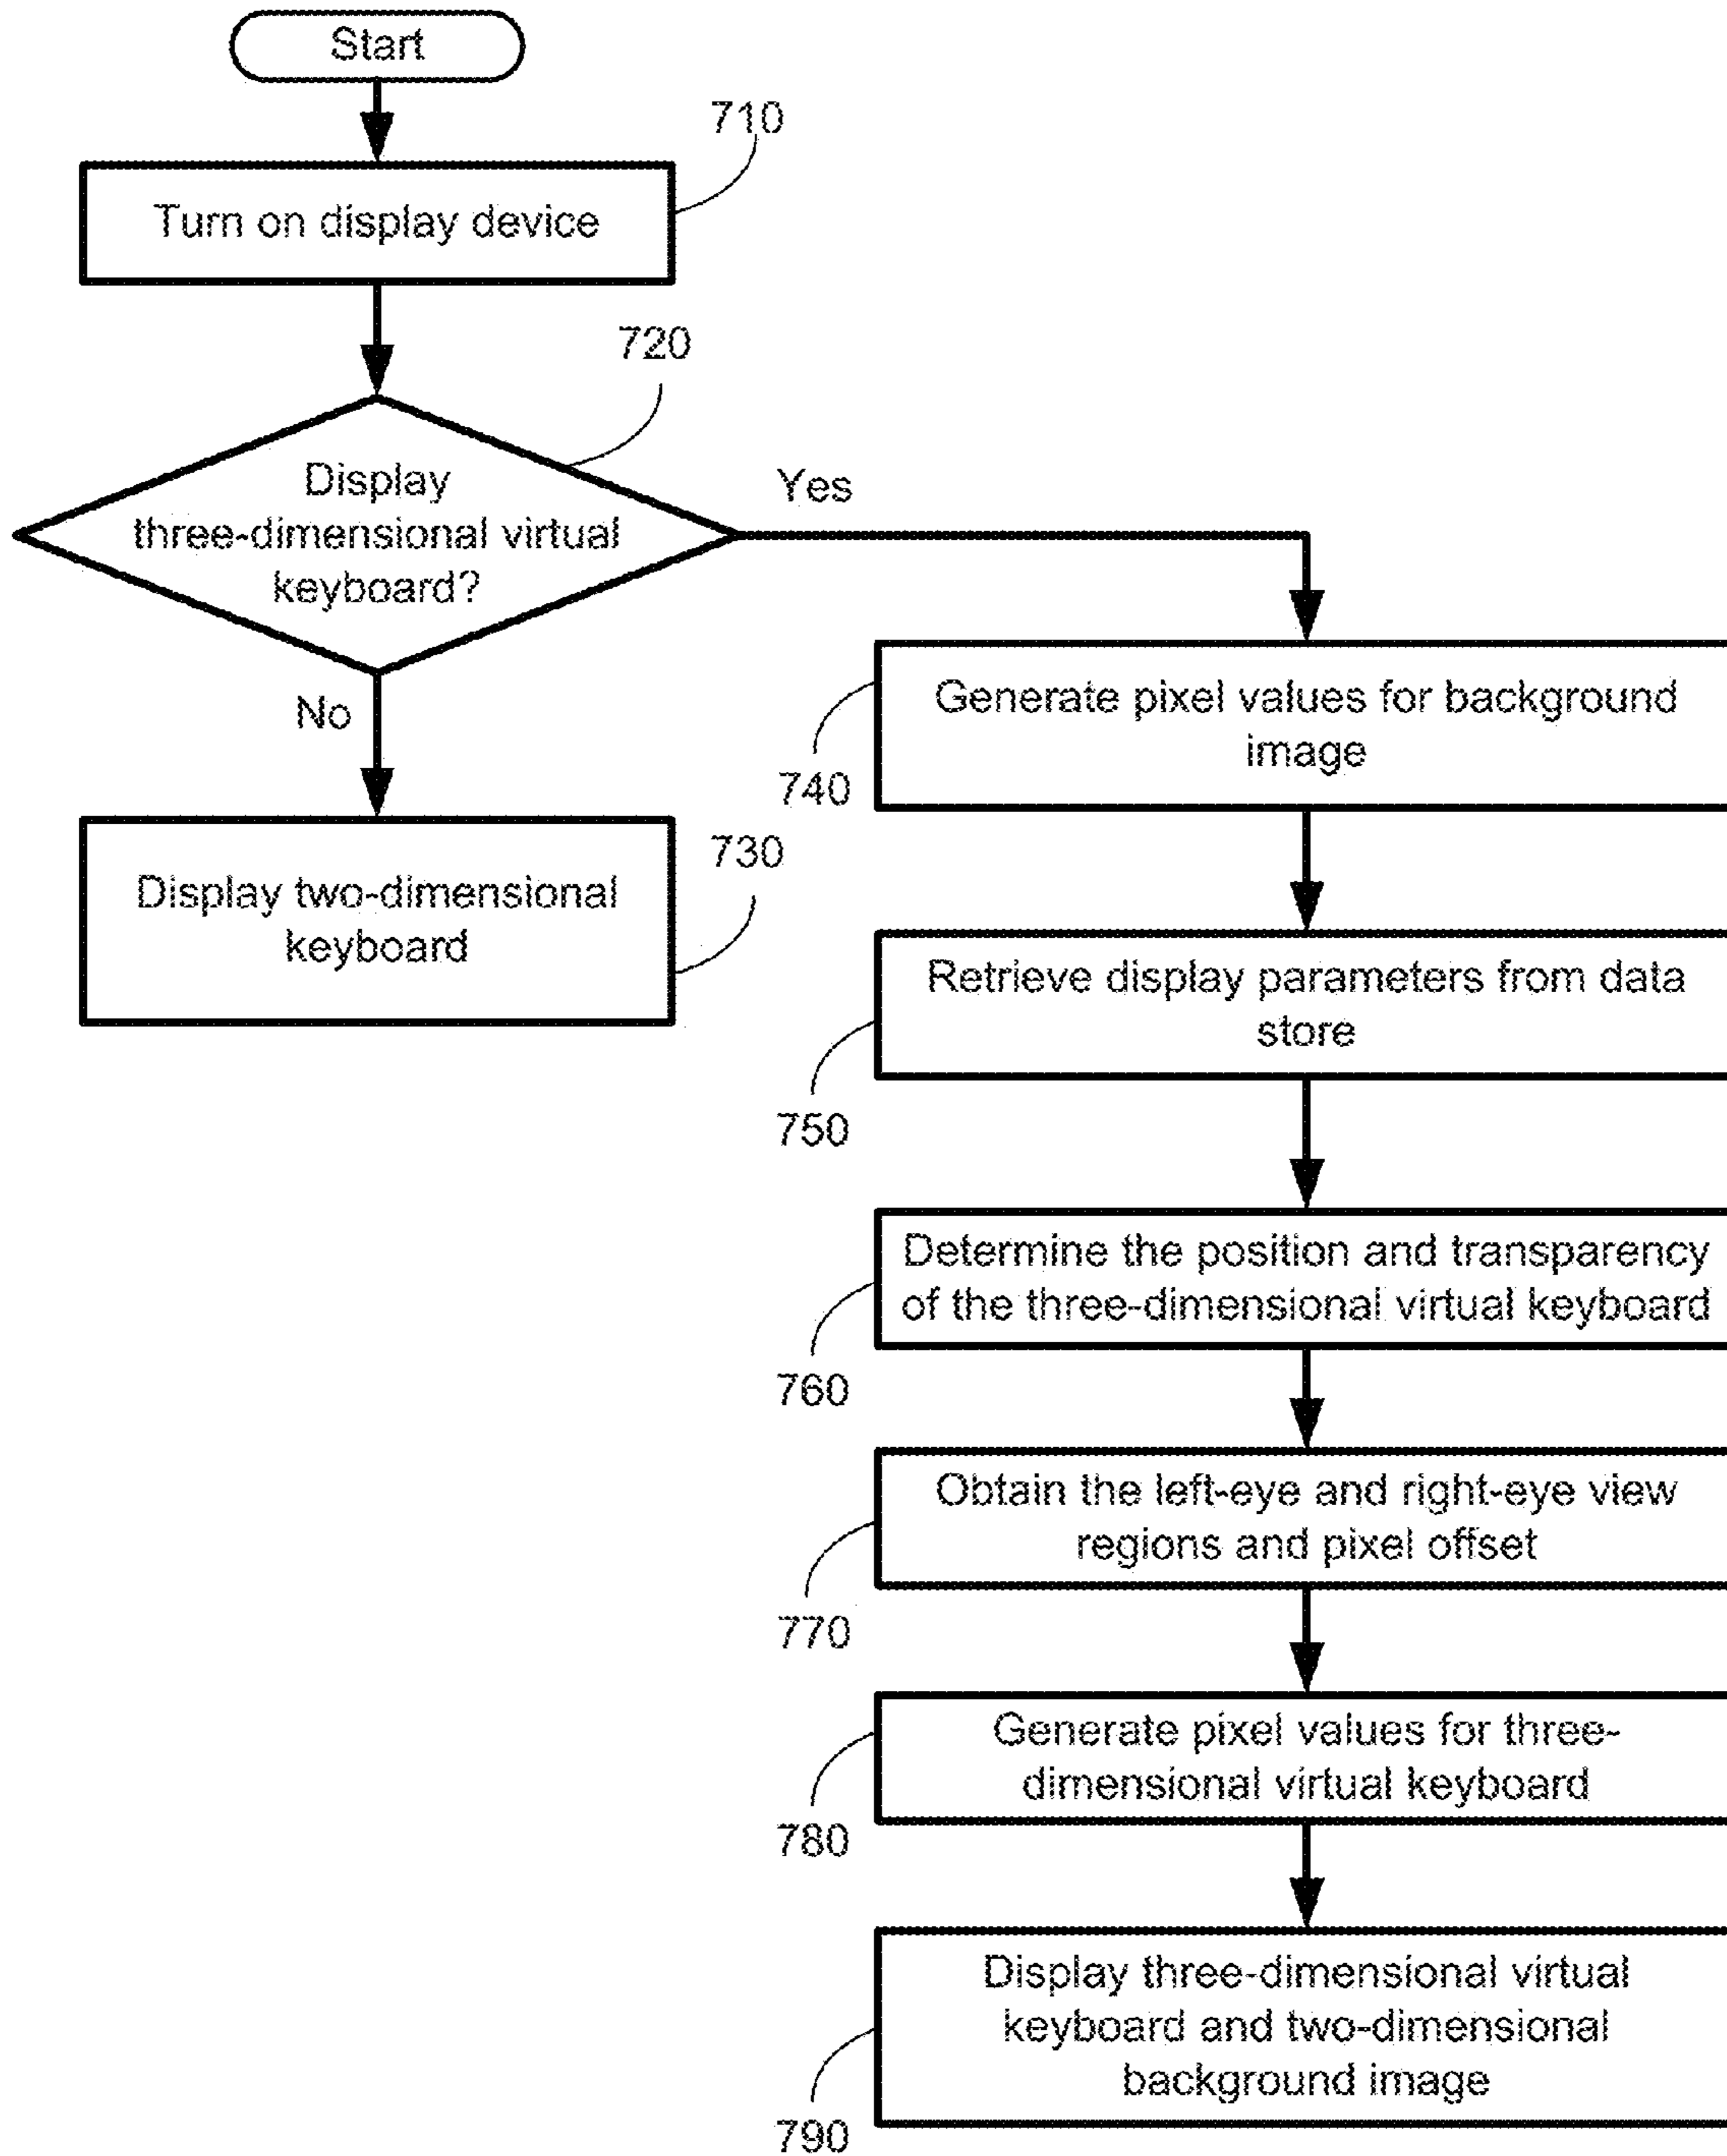 Start
710
Turn on display device
720
Display
three-dimensional virtual
keyboard?
Yes
No
730
Display two-dimensional
keyboard
Generate pixel values for background
image
740
Retrieve display parameters from data
store
750
Determine the position and transparency
of the three-dimensional virtual keyboard
760
Obtain the left-eye and right-eye view
regions and pixel offset
770
Generate pixel values for three-
dimensional virtual keyboard
780
Display three-dimensional virtual
keyboard and two-dimensional
background image
790